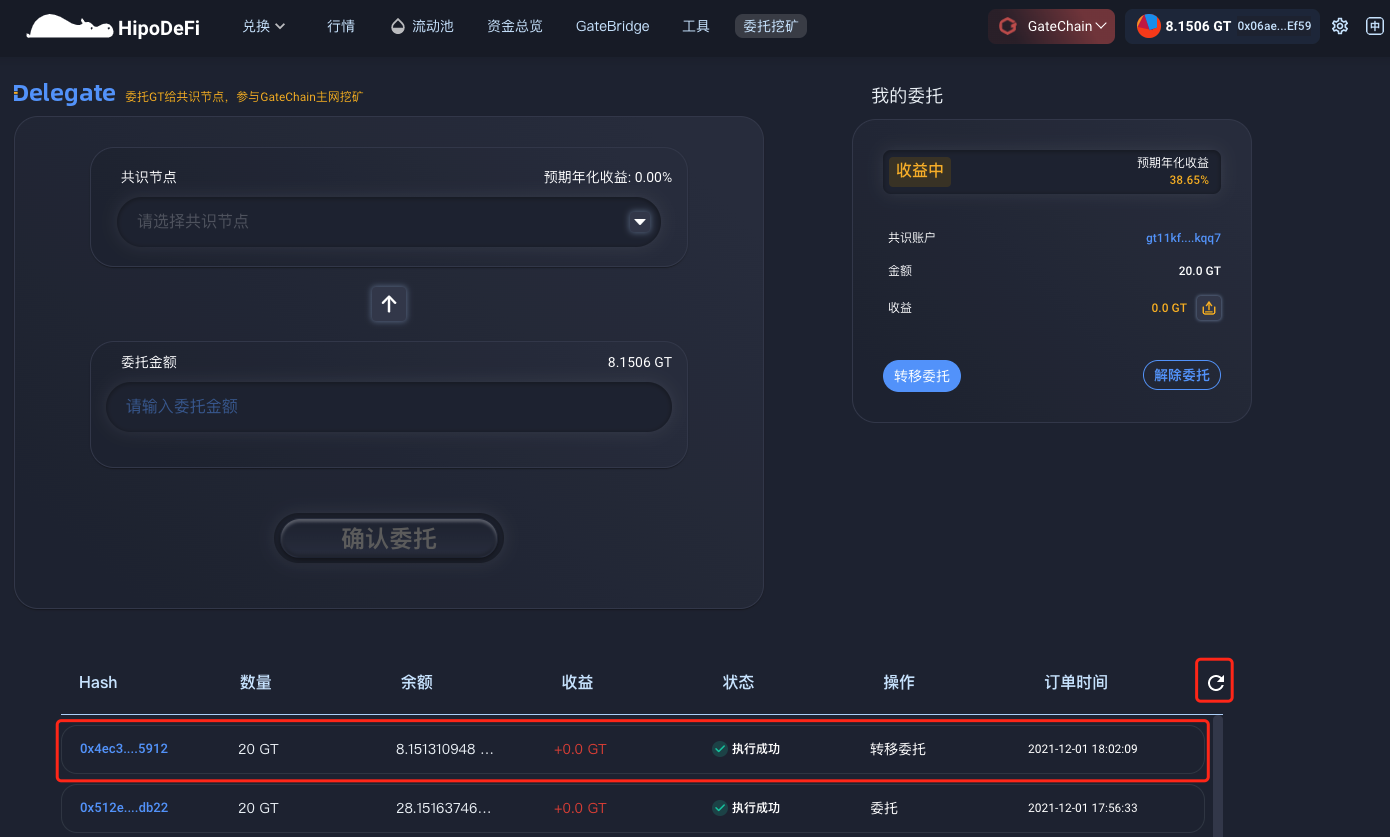 HipoDeFi 兑换 行情 流动池 资金总览 GateBridge 工具 委托挖矿 GateChain 8.1506 GT 0x06ae...Ef59 中
Delegate 委托GT给共识节点，参与GateChain主网挖矿
我的委托
共识节点 预期年化收益: 0.00%
请选择共识节点
委托金额 8.1506 GT
请输入委托金额
确认委托
收益中 预期年化收益
38.65%
共识账户 gt11kf....kqq7
金额 20.0 GT
收益 0.0 GT
转移委托 解除委托
Hash 数量 余额 收益 状态 操作 订单时间
0x4ec3....5912 20 GT 8.151310948 ... +0.0 GT 执行成功 转移委托 2021-12-01 18:02:09
0x512e....db22 20 GT 28.15163746... +0.0 GT 执行成功 委托 2021-12-01 17:56:33